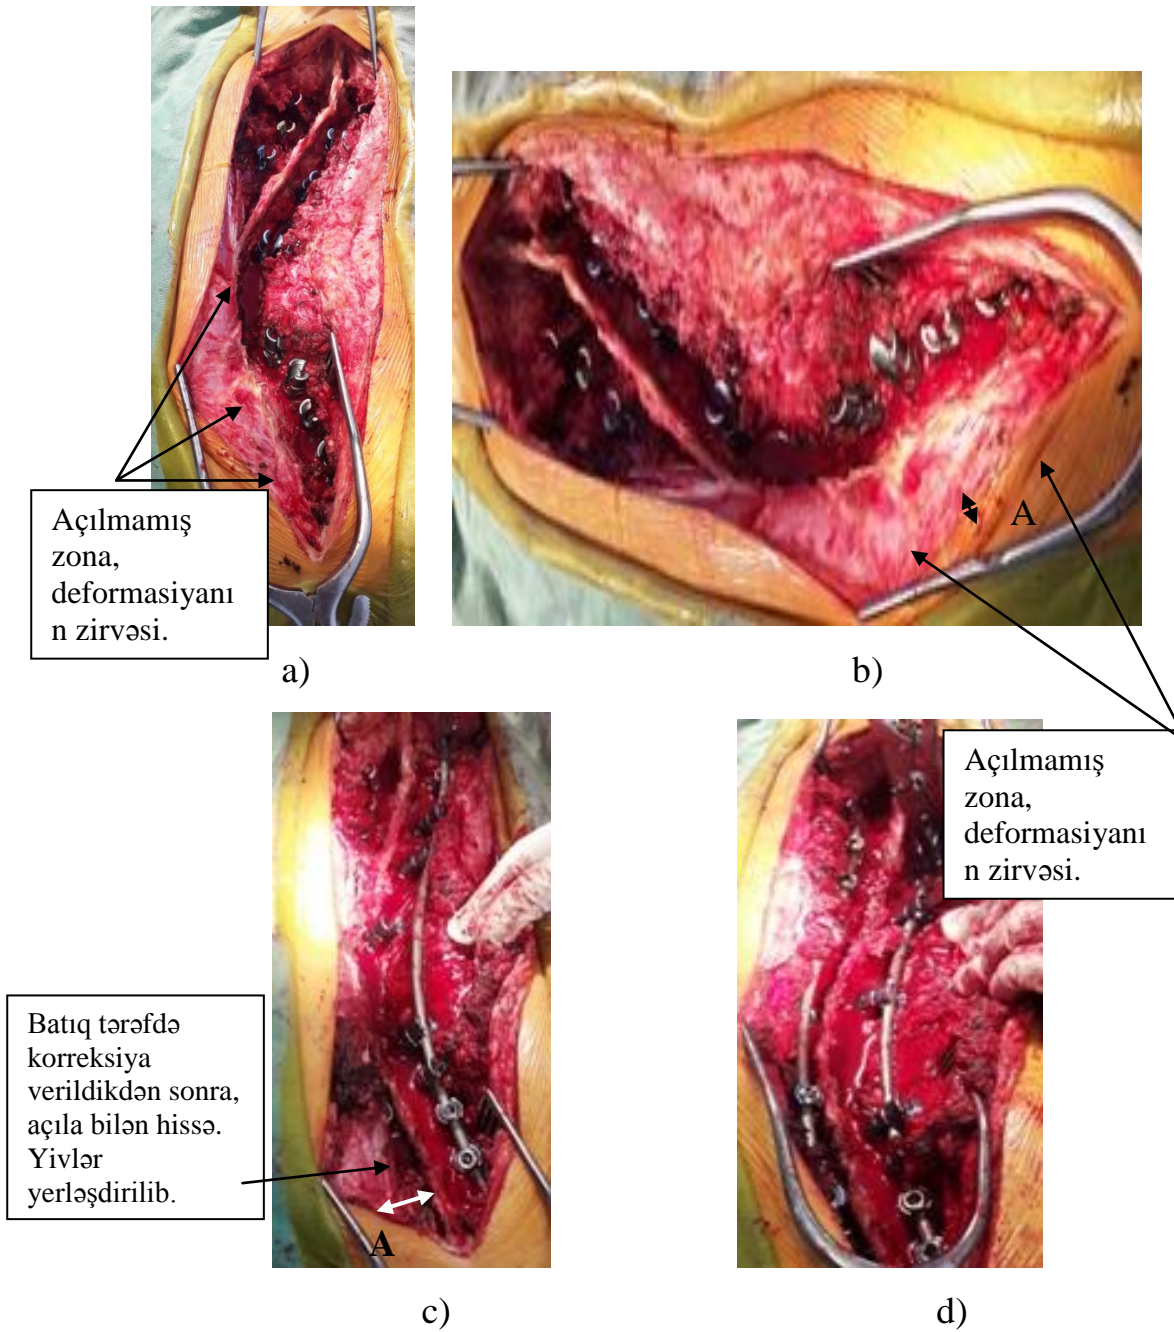 Açılmamış
zona,
deformasiyanı
n zirvəsi.
A
a)
b)
Açılmamış
zona,
deformasiyanı
n zirvəsi.
Batıq tərəfdə
korreksiya
verildikdən sonra,
açıla bilən hissə.
Yivlər
yerləşdirilib.
A
c)
d)